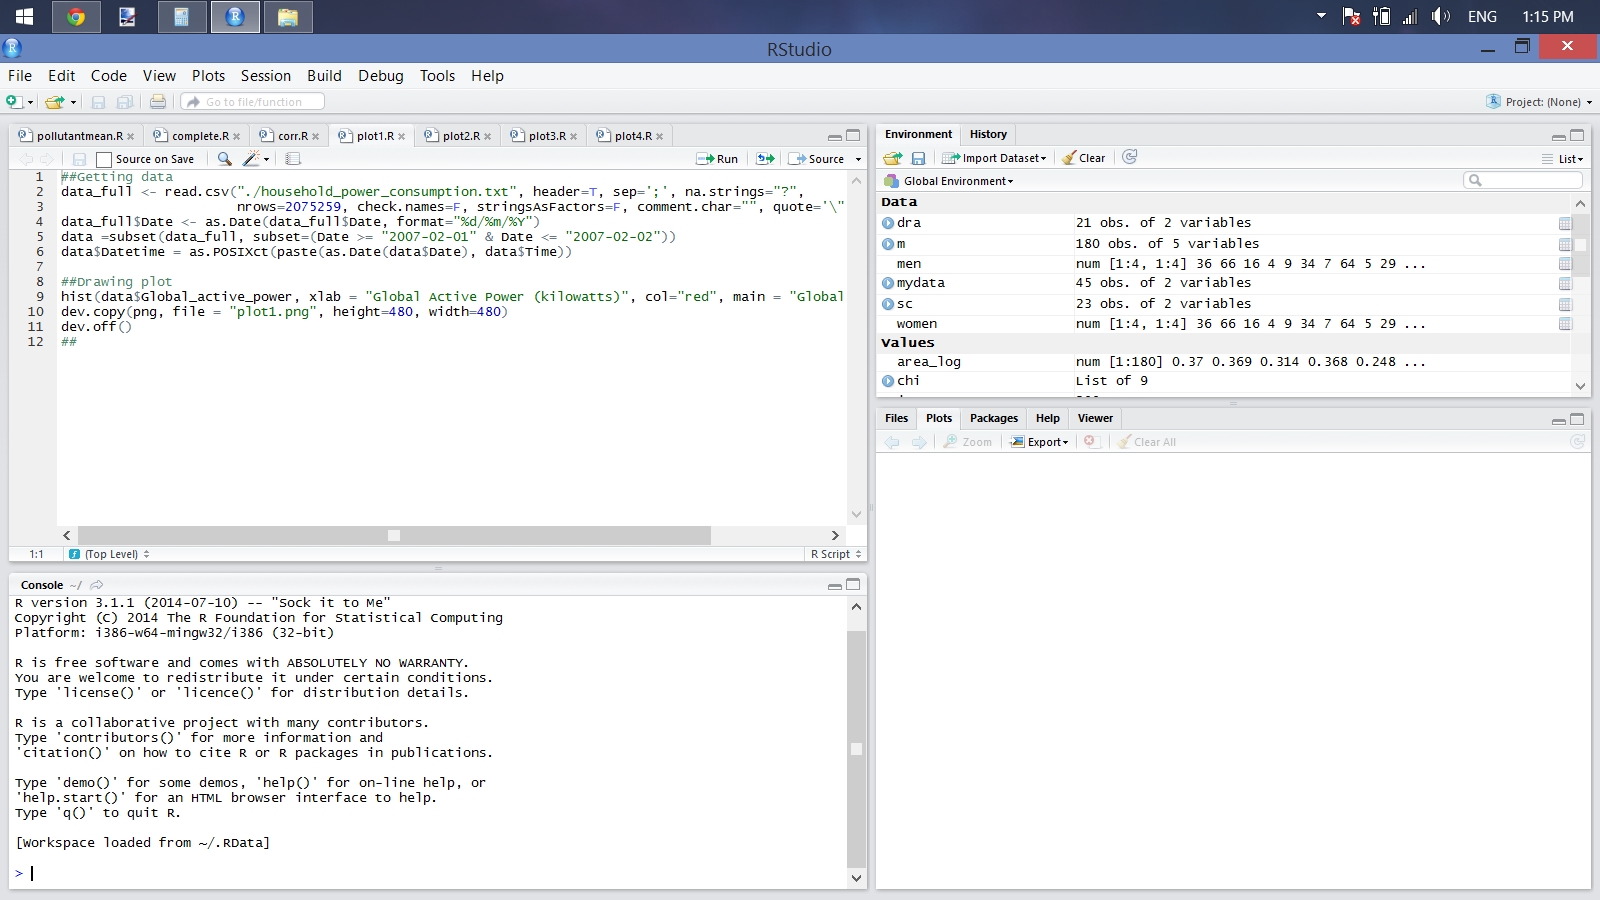 ENG 1:15 PM
RStudio
File Edit Code View Plots Session Build Debug Tools Help
Go to file/function
Project: (None)
pollutantmean.R complete.R corr.R plot1.R plot2.R plot3.R plot4.R
Source on Save Run Source
1 ##Getting data
2 data_full <- read.csv("./household_power_consumption.txt", header=T, sep=';', na.strings="?",
3 nrows=2075259, check.names=F, stringsAsFactors=F, comment.char="", quote='\"
4 data_full$Date <- as.Date(data_full$Date, format="%d/%m/%Y")
5 data =subset(data_full, subset=(Date >= "2007-02-01" & Date <= "2007-02-02"))
6 data$Datetime = as.POSIXct(paste(as.Date(data$Date), data$Time))
7
8 ##Drawing plot
9 hist(data$Global_active_power, xlab = "Global Active Power (kilowatts)", col="red", main = "Global
10 dev.copy(png, file = "plot1.png", height=480, width=480)
11 dev.off()
12 ##
1:1 (Top Level) R Script
Console ~/
R version 3.1.1 (2014-07-10) -- "Sock it to Me"
Copyright (C) 2014 The R Foundation for Statistical Computing
Platform: i386-w64-mingw32/i386 (32-bit)
R is free software and comes with ABSOLUTELY NO WARRANTY.
You are welcome to redistribute it under certain conditions.
Type 'license()' or 'licence()' for distribution details.
R is a collaborative project with many contributors.
Type 'contributors()' for more information and
'citation()' on how to cite R or R packages in publications.
Type 'demo()' for some demos, 'help()' for on-line help, or
'help.start()' for an HTML browser interface to help.
Type 'q()' to quit R.
[Workspace loaded from ~/.RData]
>
Environment History
Import Dataset Clear List
Global Environment
Data
dra 21 obs. of 2 variables
m 180 obs. of 5 variables
men num [1:4, 1:4] 36 66 16 4 9 34 7 64 5 29 ...
mydata 45 obs. of 2 variables
sc 23 obs. of 2 variables
women num [1:4, 1:4] 36 66 16 4 9 34 7 64 5 29 ...
Values
area_log num [1:180] 0.37 0.369 0.314 0.368 0.248 ...
chi List of 9
Files Plots Packages Help Viewer
Zoom Export Clear All